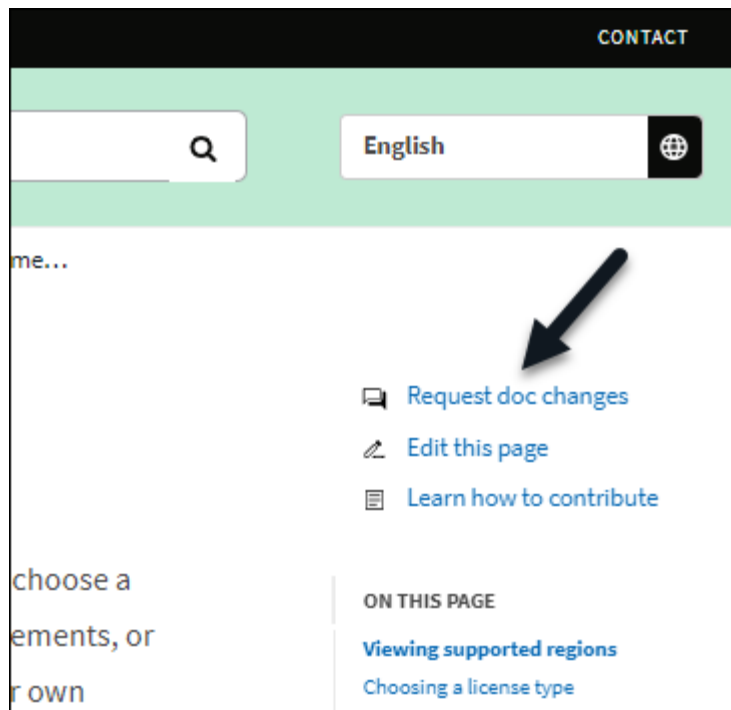 CONTACT
English
me...
Request doc changes
Edit this page
Learn how to contribute
choose a
ements, or
r own
ON THIS PAGE
Viewing supported regions
Choosing a license type